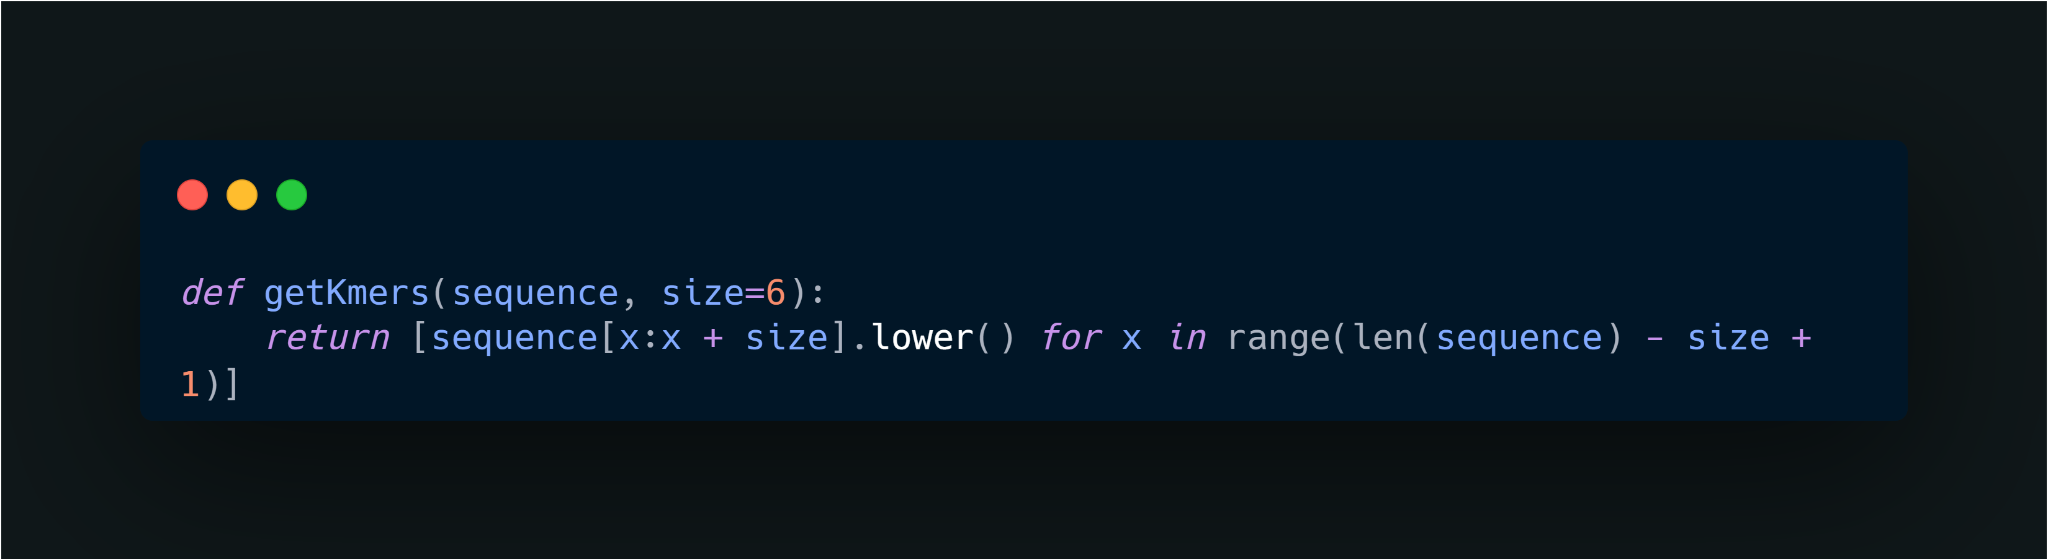 def getKmers(sequence, size=6):
    return [sequence[x:x + size].lower() for x in range(len(sequence) - size +
1)]